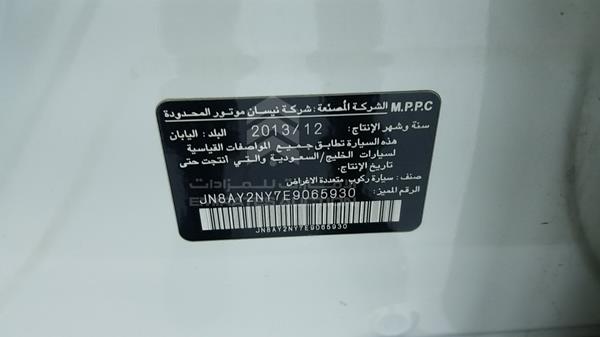 M.P.P.C الشركة المصنعة : شركة نيسان موتور المحدودة
سنة وشهر الإنتاج: 2013/12 البلد: اليابان
هذه السيارة تطابق جميع المواصفات القياسية
لسيارات الخليج/السعودية والتي انتجت حتى
تاريخ الإنتاج.
صنف : سيارة ركوب متعددة الاغراض
الرقم المميز: JN8AY2NY7E9065930
JN8AY2NY7E9065930